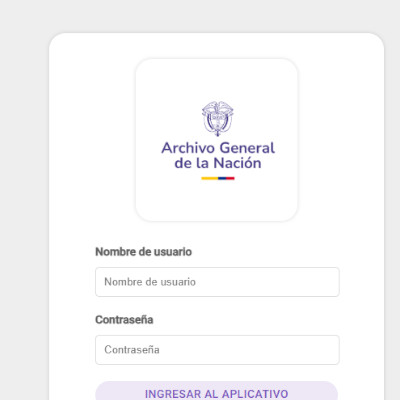 Archivo General
de la Nación
Nombre de usuario
Nombre de usuario
Contraseña
Contraseña
INGRESAR AL APLICATIVO